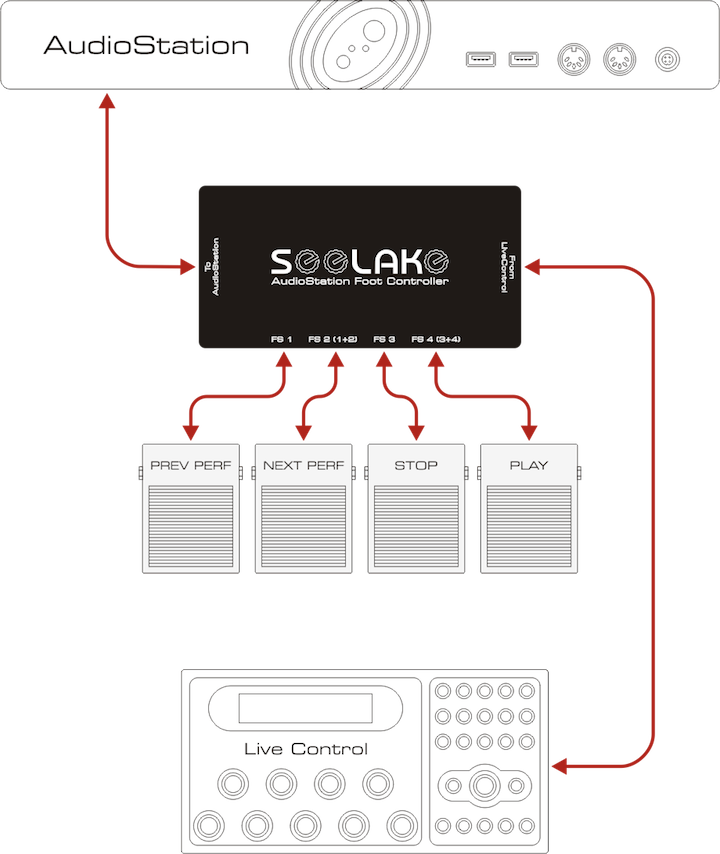 AudioStation
To
AudioStation
SEELAKE
AudioStation Foot Controller
From
LiveControl
FS 1
FS 2 (1+2)
FS 3
FS 4 (3+4)
PREV PERF
NEXT PERF
STOP
PLAY
Live Control